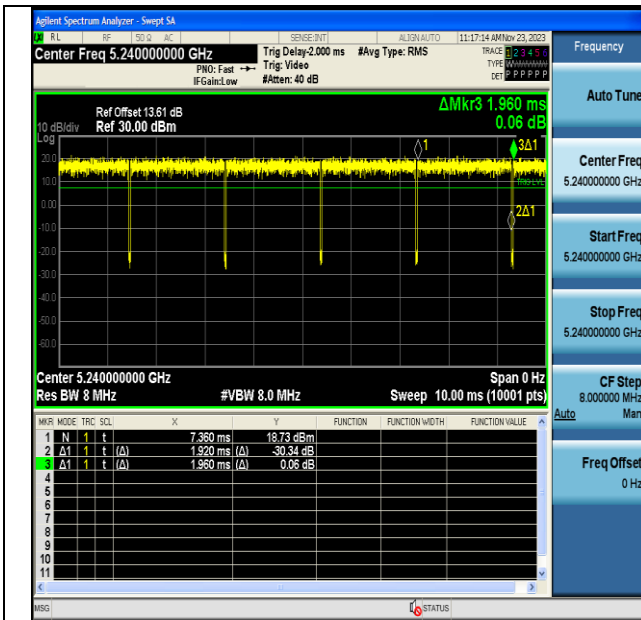 Agilent Spectrum Analyzer - Swept SA
RL RF 50 Ω AC SENSE:INT ALIGN AUTO 11:17:14 AM Nov 23, 2023
Center Freq 5.240000000 GHz
PNO: Fast
IFGain:Low
Trig Delay-2.000 ms
Trig: Video
#Atten: 40 dB
#Avg Type: RMS
TRACE 1 2 3 4 5 6
TYPE W
DET P P P P P P
ΔMkr3 1.960 ms
0.06 dB
Ref Offset 13.61 dB
10 dB/div Ref 30.00 dBm
Log
1
3Δ1
20.0
10.0
TRIG LVL
0.00
2Δ1
-10.0
-20.0
-30.0
-40.0
-50.0
-60.0
Center 5.240000000 GHz Span 0 Hz
Res BW 8 MHz #VBW 8.0 MHz Sweep 10.00 ms (10001 pts)
MKR MODE TRC SCL X Y FUNCTION FUNCTION WIDTH FUNCTION VALUE
1 N 1 t 7.360 ms 18.73 dBm
2 Δ1 1 t (Δ) 1.920 ms (Δ) -30.34 dB
3 Δ1 1 t (Δ) 1.960 ms (Δ) 0.06 dB
4
5
6
7
8
9
10
11
MSG STATUS
Frequency
Auto Tune
Center Freq
5.240000000 GHz
Start Freq
5.240000000 GHz
Stop Freq
5.240000000 GHz
CF Step
8.000000 MHz
Auto Man
Freq Offset
0 Hz